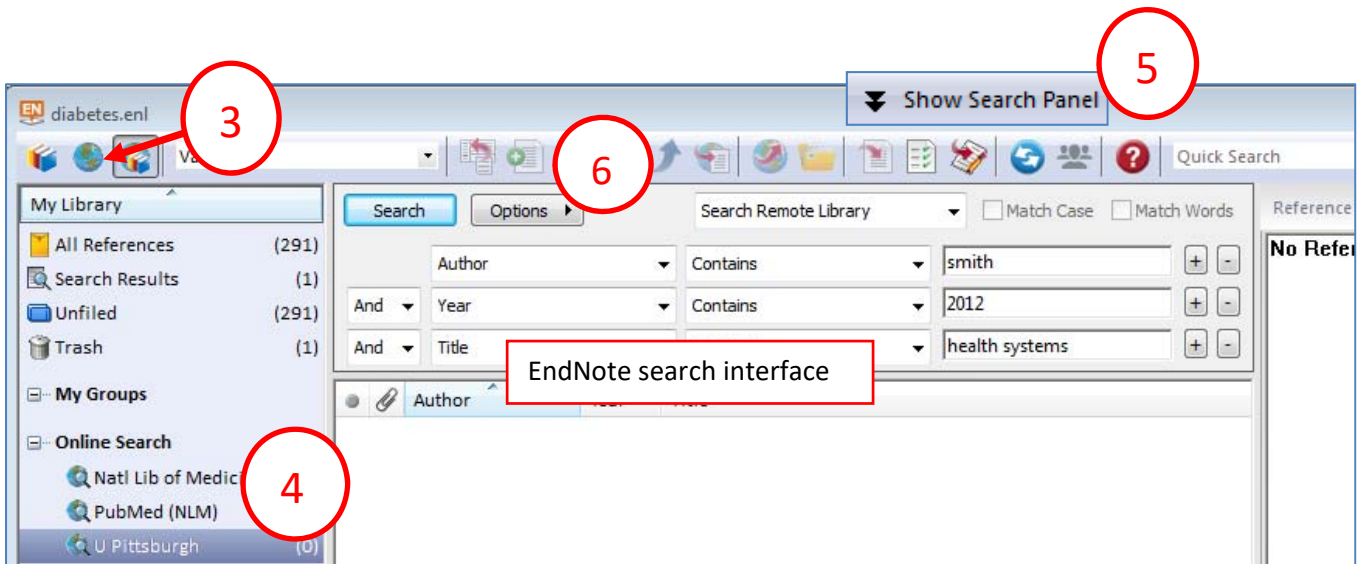 5
Show Search Panel
diabetes.enl
3
6
Quick Search
My Library
Search Options Search Remote Library Match Case Match Words Reference
All References (291)
Author Contains smith + -
No Refer
Search Results (1)
And Year Contains 2012 + -
Unfiled (291)
Trash (1)
And Title health systems + -
EndNote search interface
My Groups
Author
Online Search
Natl Lib of Medici
4
PubMed (NLM)
U Pittsburgh (0)